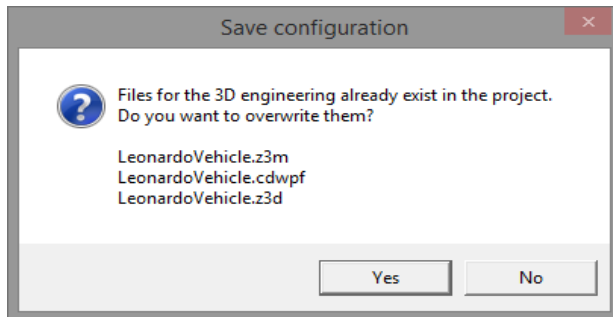 Save configuration
Files for the 3D engineering already exist in the project.
Do you want to overwrite them?
LeonardoVehicle.z3m
LeonardoVehicle.cdwpf
LeonardoVehicle.z3d
Yes
No